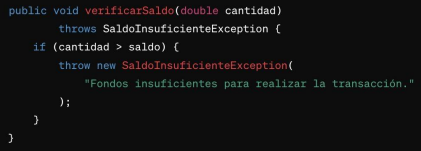 public void verificarSaldo(double cantidad)
        throws SaldoInsuficienteException {
    if (cantidad > saldo) {
        throw new SaldoInsuficienteException(
            "Fondos insuficientes para realizar la transacción."
        );
    }
}